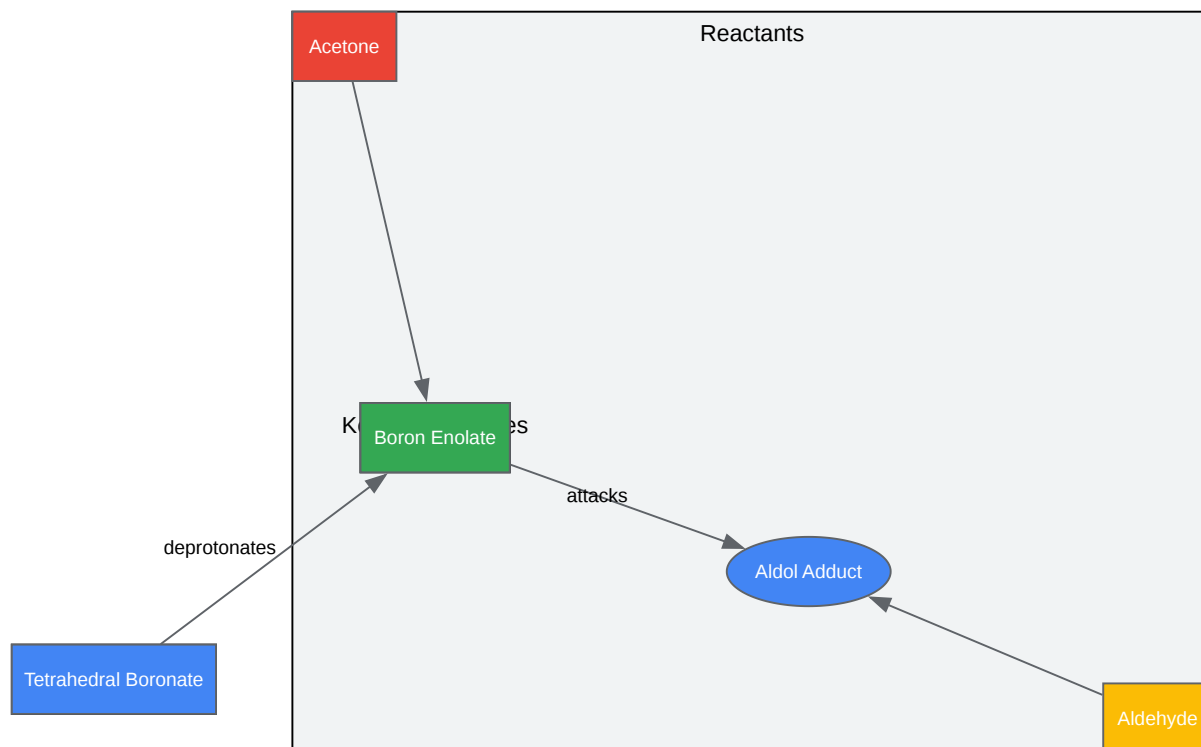 Reactants
Acetone
Boron Enolate
attacks
deprotonates
Aldol Adduct
Tetrahedral Boronate
Aldehyde